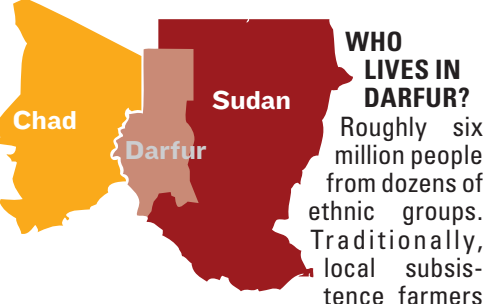 Chad
Darfur
Sudan
WHO
LIVES IN
DARFUR?
Roughly six
million people
from dozens of
ethnic groups.
Traditionally,
local subsis-
tence farmers